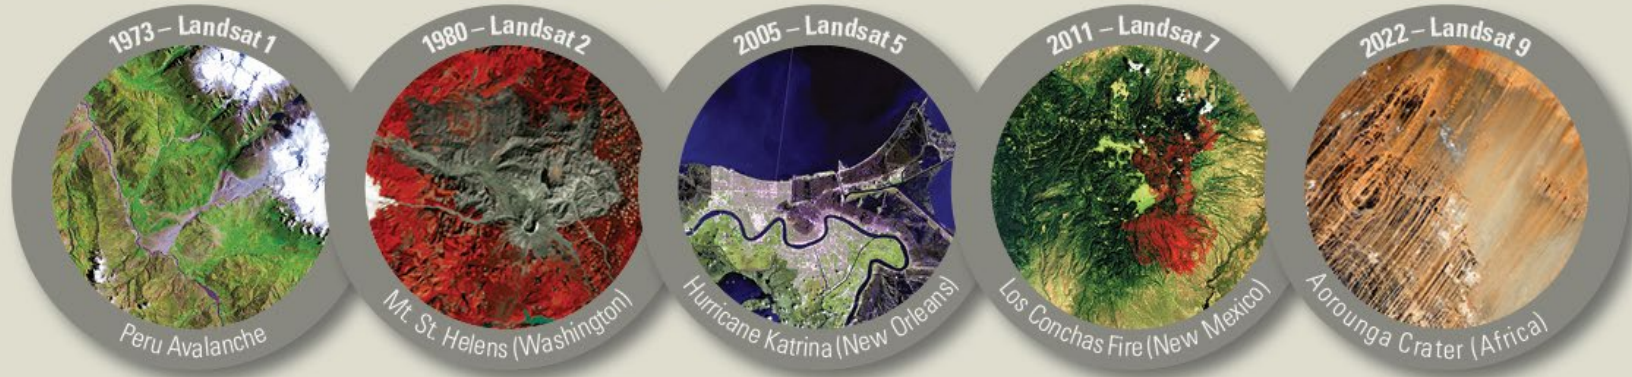 1973 – Landsat 1
Peru Avalanche
1980 – Landsat 2
Mt. St. Helens (Washington)
2005 – Landsat 5
Hurricane Katrina (New Orleans)
2011 – Landsat 7
Los Conchas Fire (New Mexico)
2022 – Landsat 9
Aorounga Crater (Africa)